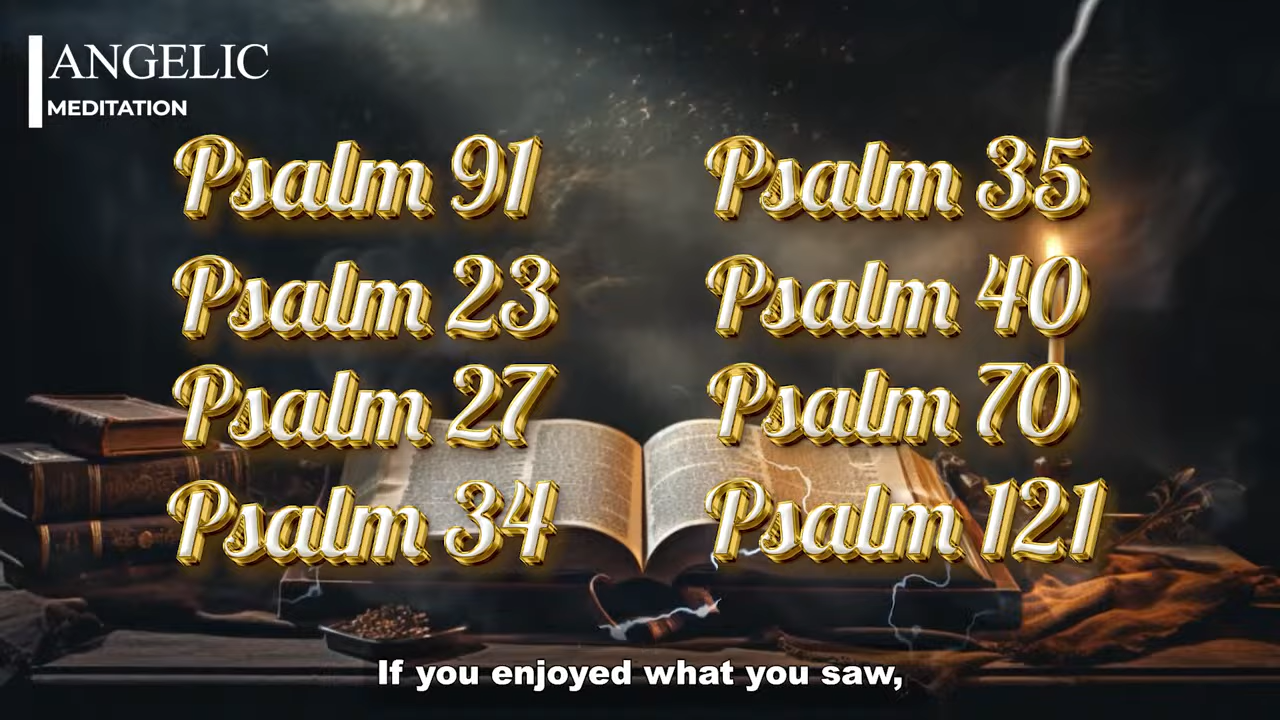 ANGELIC
MEDITATION
Psalm 91
Psalm 23
Psalm 27
Psalm 34
Psalm 35
Psalm 40
Psalm 70
Psalm 121
If you enjoyed what you saw,